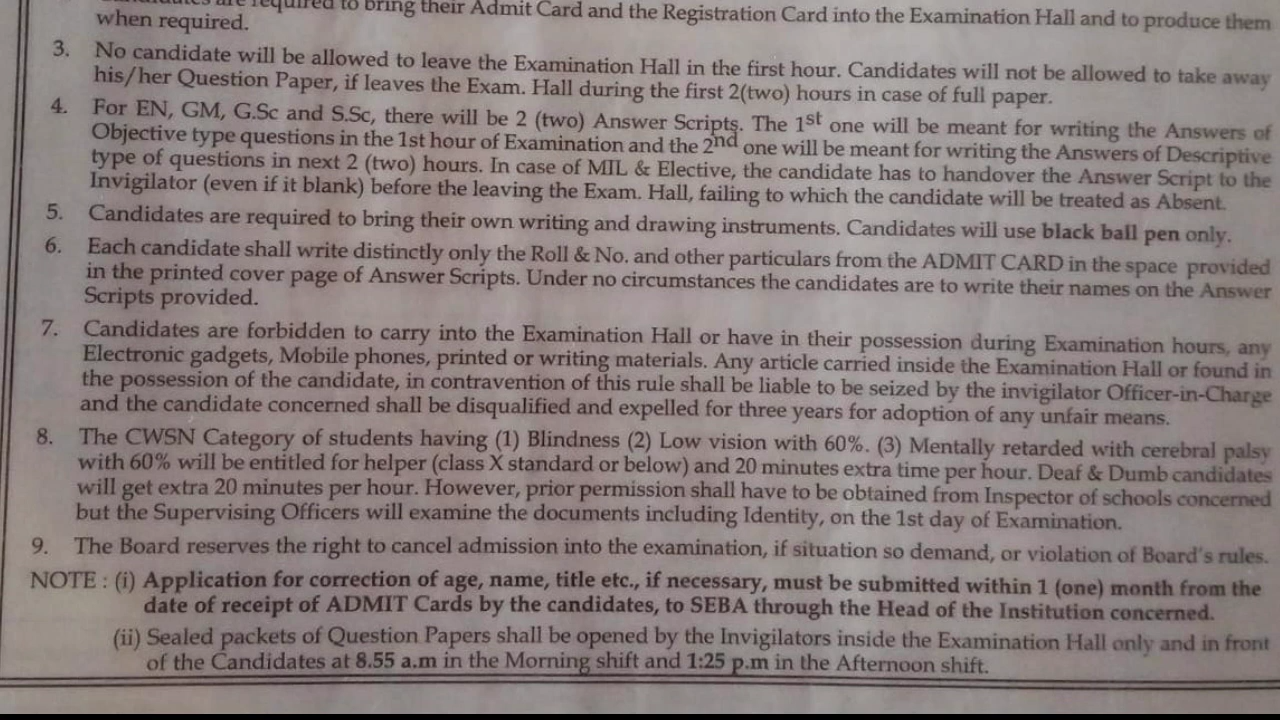 Candidates are required to bring their Admit Card and the Registration Card into the Examination Hall and to produce them
when required.
3. No candidate will be allowed to leave the Examination Hall in the first hour. Candidates will not be allowed to take away
his/her Question Paper, if leaves the Exam. Hall during the first 2(two) hours in case of full paper.
4. For EN, GM, G.Sc and S.Sc, there will be 2 (two) Answer Scripts. The 1st one will be meant for writing the Answers of
Objective type questions in the 1st hour of Examination and the 2nd one will be meant for writing the Answers of Descriptive
type of questions in next 2 (two) hours. In case of MIL & Elective, the candidate has to handover the Answer Script to the
Invigilator (even if it blank) before the leaving the Exam. Hall, failing to which the candidate will be treated as Absent.
5. Candidates are required to bring their own writing and drawing instruments. Candidates will use black ball pen only.
6. Each candidate shall write distinctly only the Roll & No. and other particulars from the ADMIT CARD in the space provided
in the printed cover page of Answer Scripts. Under no circumstances the candidates are to write their names on the Answer
Scripts provided.
7. Candidates are forbidden to carry into the Examination Hall or have in their possession during Examination hours, any
Electronic gadgets, Mobile phones, printed or writing materials. Any article carried inside the Examination Hall or found in
the possession of the candidate, in contravention of this rule shall be liable to be seized by the invigilator Officer-in-Charge
and the candidate concerned shall be disqualified and expelled for three years for adoption of any unfair means.
8. The CWSN Category of students having (1) Blindness (2) Low vision with 60%. (3) Mentally retarded with cerebral palsy
with 60% will be entitled for helper (class X standard or below) and 20 minutes extra time per hour. Deaf & Dumb candidates
will get extra 20 minutes per hour. However, prior permission shall have to be obtained from Inspector of schools concerned
but the Supervising Officers will examine the documents including Identity, on the 1st day of Examination.
9. The Board reserves the right to cancel admission into the examination, if situation so demand, or violation of Board's rules.
NOTE : (i) Application for correction of age, name, title etc., if necessary, must be submitted within 1 (one) month from the
date of receipt of ADMIT Cards by the candidates, to SEBA through the Head of the Institution concerned.
(ii) Sealed packets of Question Papers shall be opened by the Invigilators inside the Examination Hall only and in front
of the Candidates at 8.55 a.m in the Morning shift and 1:25 p.m in the Afternoon shift.